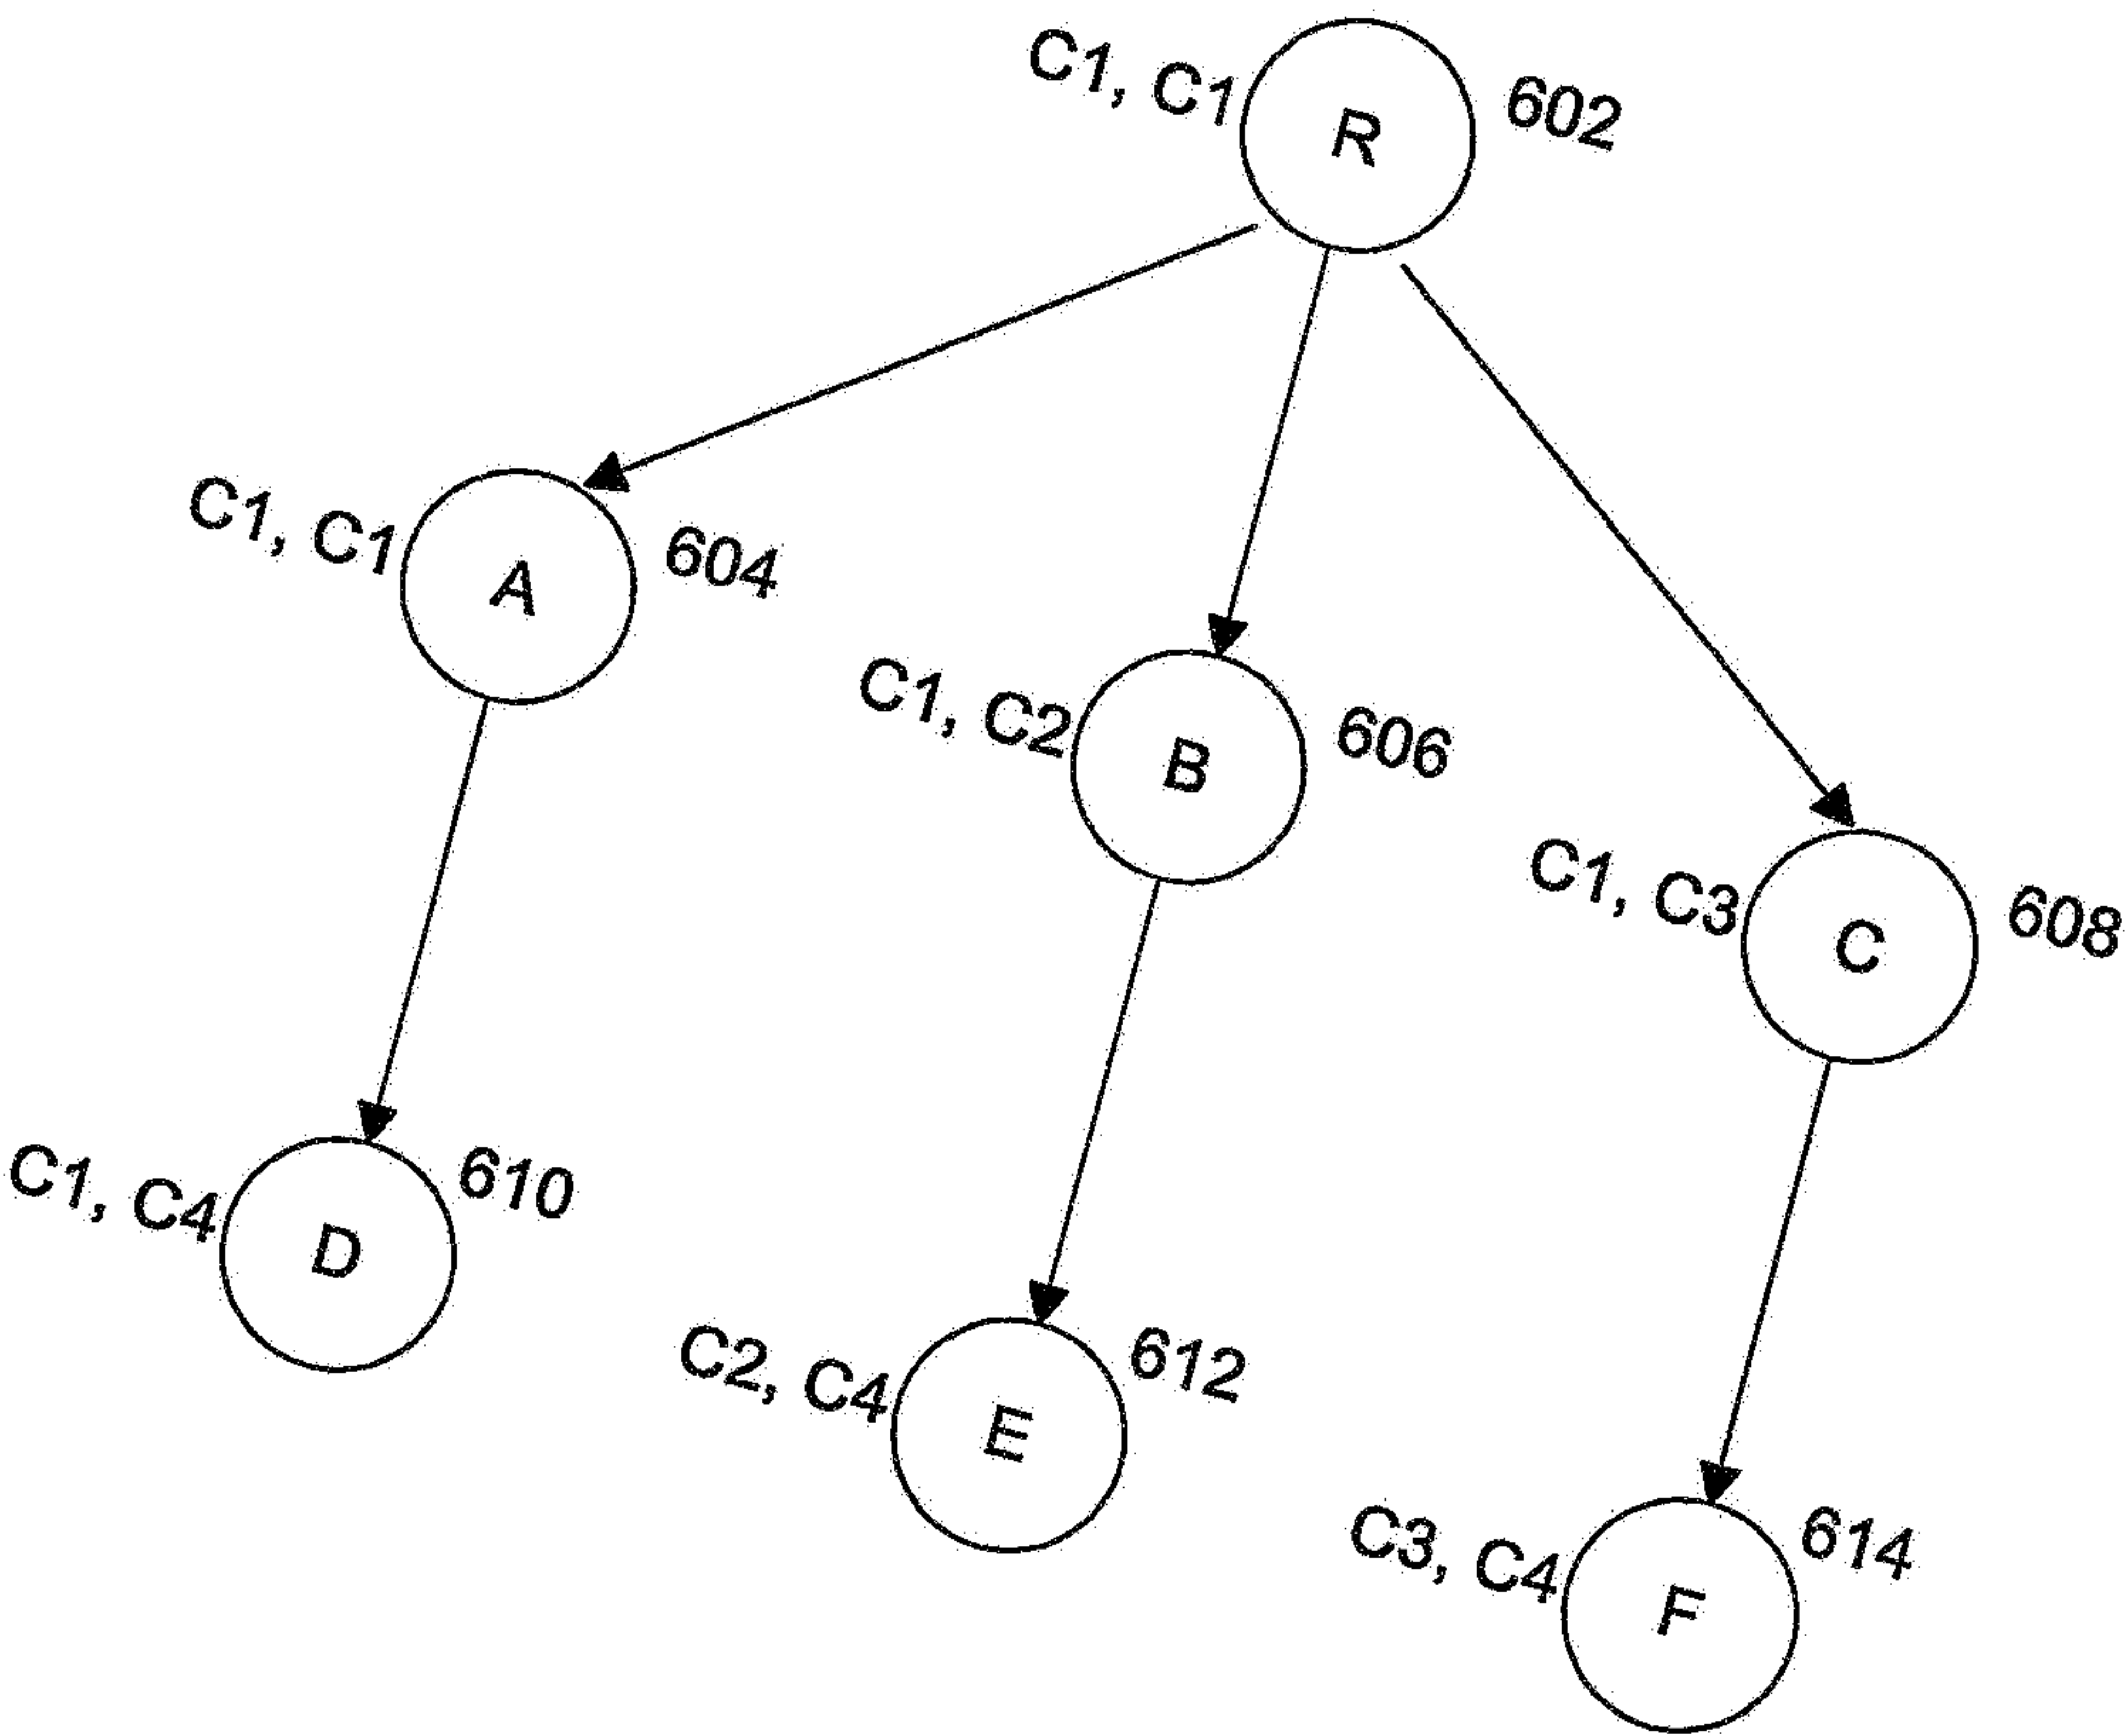 C1, C1 R 602
C1, C1 A 604
C1, C2 B 606
C1, C3 C 608
C1, C4 D 610
C2, C4 E 612
C3, C4 F 614